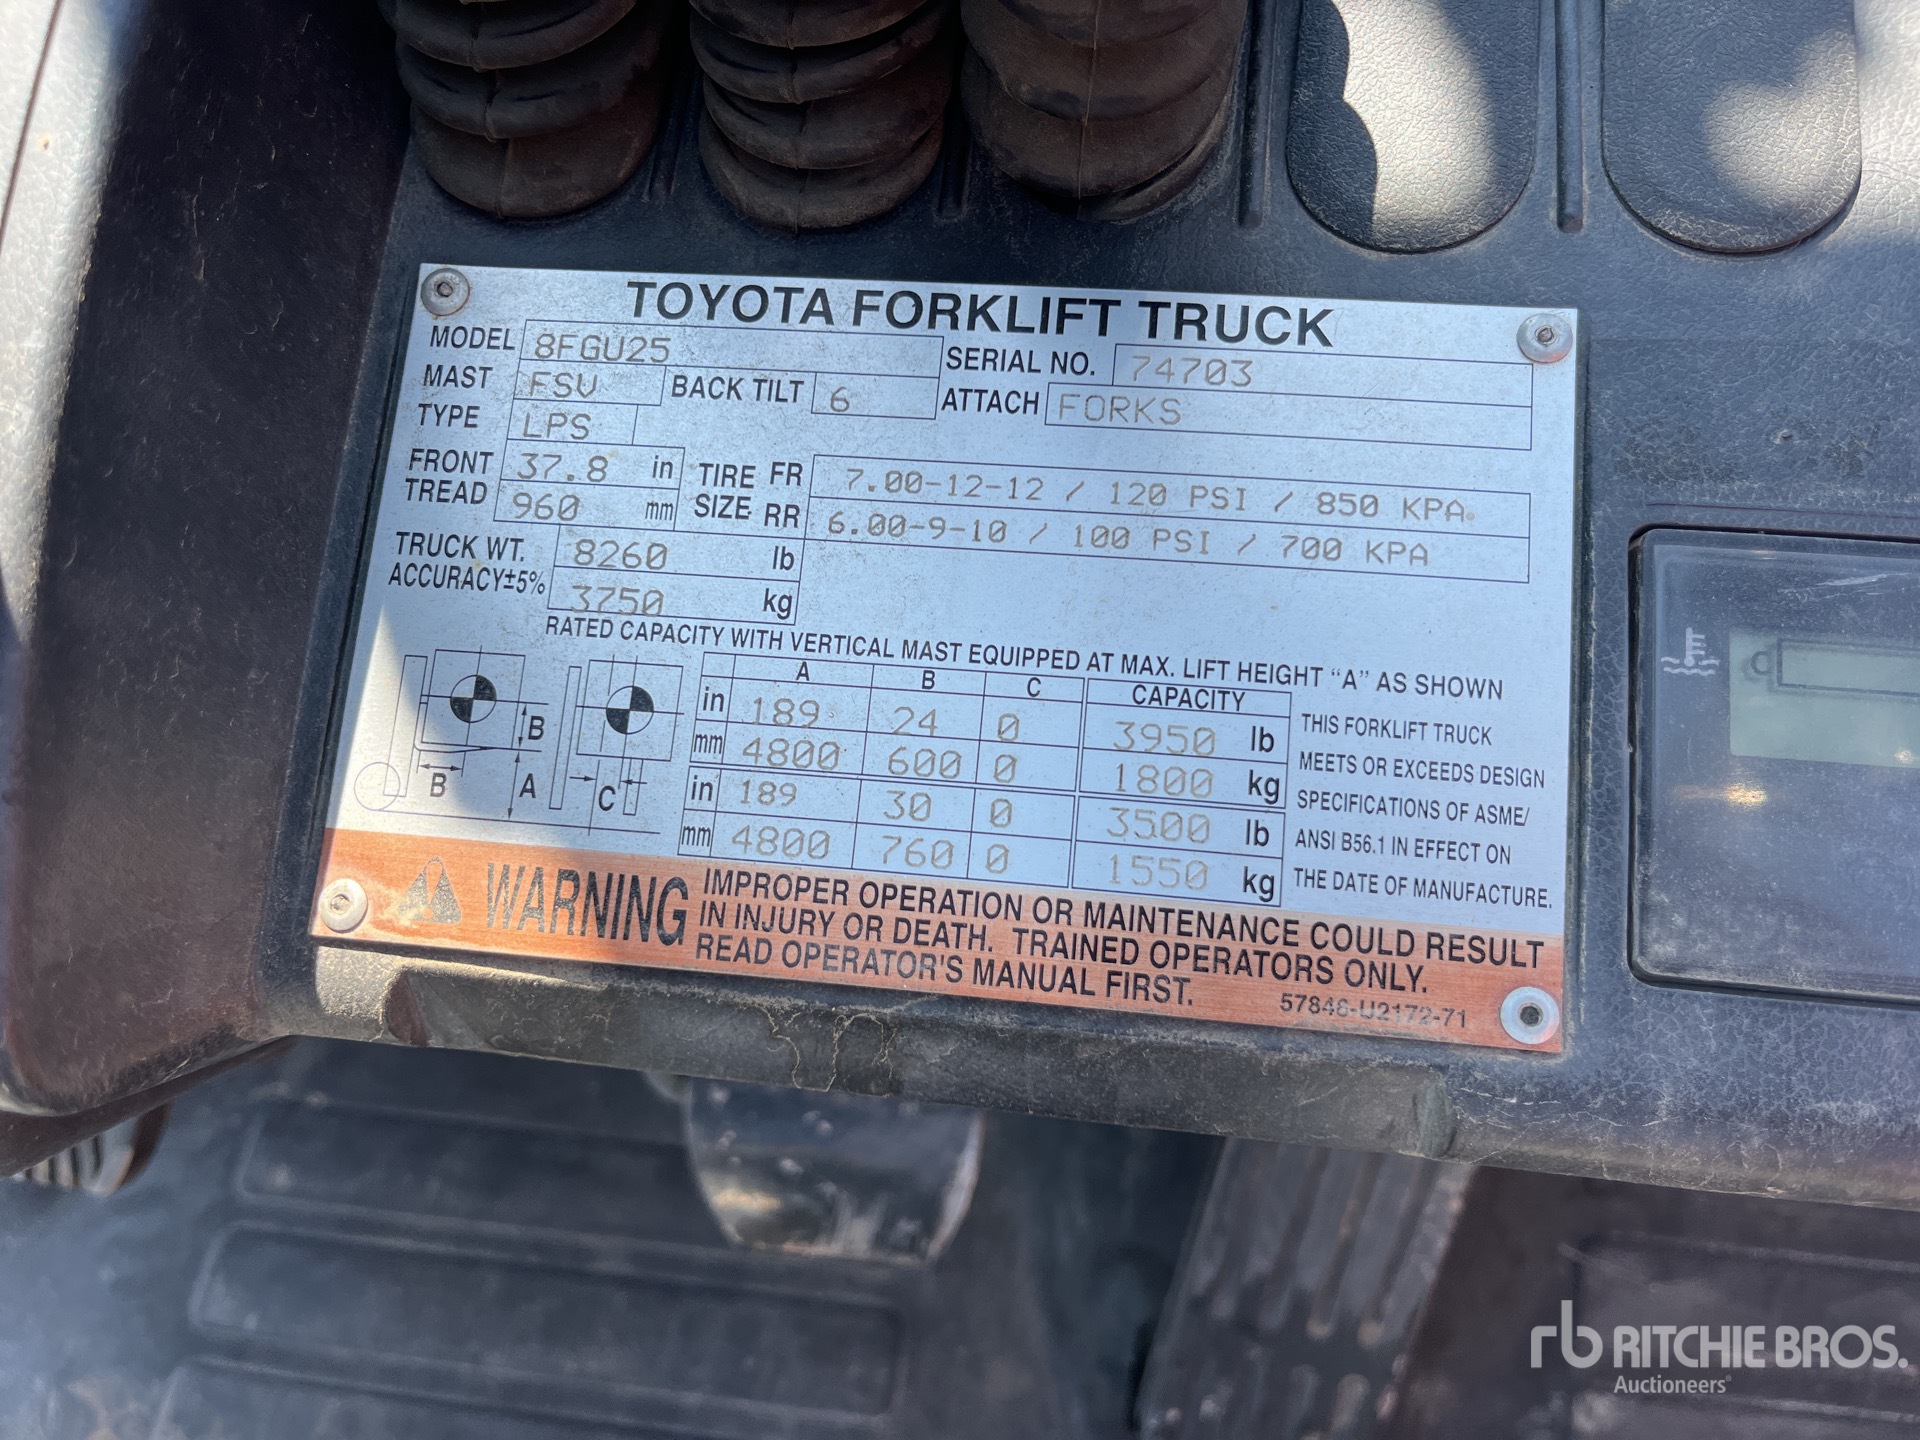 TOYOTA FORKLIFT TRUCK
MODEL 8FGU25 SERIAL NO. 74703
MAST FSV BACK TILT 6 ATTACH FORKS
TYPE LPS
FRONT TREAD 37.8 in TIRE SIZE FR 7.00-12-12 / 120 PSI / 850 KPA
960 mm RR 6.00-9-10 / 100 PSI / 700 KPA
TRUCK WT. 8260 lb
ACCURACY±5% 3750 kg
RATED CAPACITY WITH VERTICAL MAST EQUIPPED AT MAX. LIFT HEIGHT "A" AS SHOWN
A B C CAPACITY
in 189 24 0 3950 lb
mm 4800 600 0 1800 kg
in 189 30 0 3500 lb
mm 4800 760 0 1550 kg
B B A C
THIS FORKLIFT TRUCK
MEETS OR EXCEEDS DESIGN
SPECIFICATIONS OF ASME/
ANSI B56.1 IN EFFECT ON
THE DATE OF MANUFACTURE.
WARNING
IMPROPER OPERATION OR MAINTENANCE COULD RESULT
IN INJURY OR DEATH. TRAINED OPERATORS ONLY.
READ OPERATOR'S MANUAL FIRST.
57846-U2172-71
C
rb RITCHIE BROS.
Auctioneers